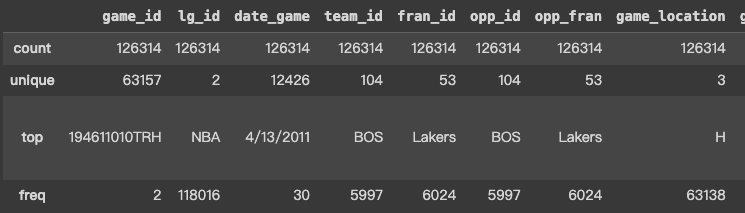 game_id lg_id date_game team_id fran_id opp_id opp_fran game_location g
count 126314 126314 126314 126314 126314 126314 126314 126314
unique 63157 2 12426 104 53 104 53 3
top 194611010TRH NBA 4/13/2011 BOS Lakers BOS Lakers H
freq 2 118016 30 5997 6024 5997 6024 63138